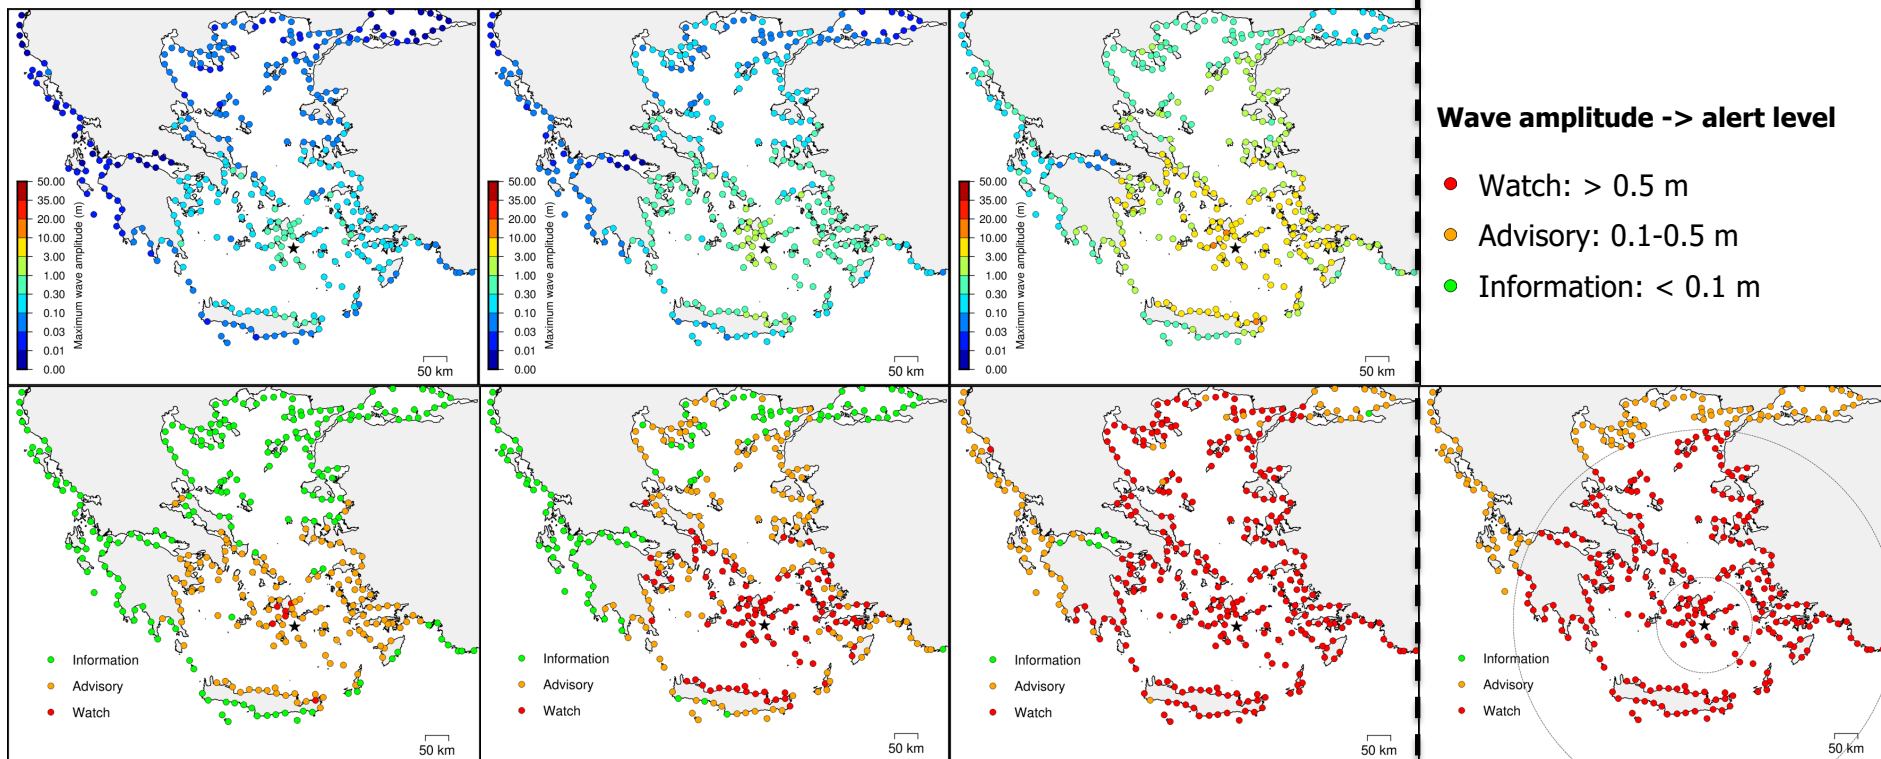 50.00
35.00
20.00
10.00
3.00
1.00
0.30
0.10
0.03
0.01
0.00
Maximum wave amplitude (m)
50 km
50.00
35.00
20.00
10.00
3.00
1.00
0.30
0.10
0.03
0.01
0.00
Maximum wave amplitude (m)
50 km
50.00
35.00
20.00
10.00
3.00
1.00
0.30
0.10
0.03
0.01
0.00
Maximum wave amplitude (m)
50 km
Wave amplitude -> alert level
Watch: > 0.5 m
Advisory: 0.1-0.5 m
Information: < 0.1 m
Information
Advisory
Watch
50 km
Information
Advisory
Watch
50 km
Information
Advisory
Watch
50 km
Information
Advisory
Watch
50 km